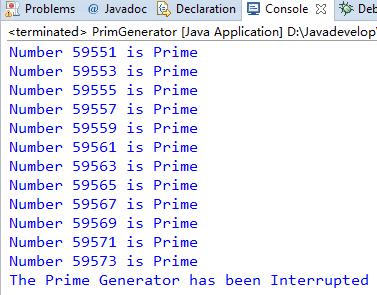 Problems @ Javadoc Declaration Console
<terminated> PrimGenerator [Java Application] D:\Javadevelop
Number 59551 is Prime
Number 59553 is Prime
Number 59555 is Prime
Number 59557 is Prime
Number 59559 is Prime
Number 59561 is Prime
Number 59563 is Prime
Number 59565 is Prime
Number 59567 is Prime
Number 59569 is Prime
Number 59571 is Prime
Number 59573 is Prime
The Prime Generator has been Interrupted